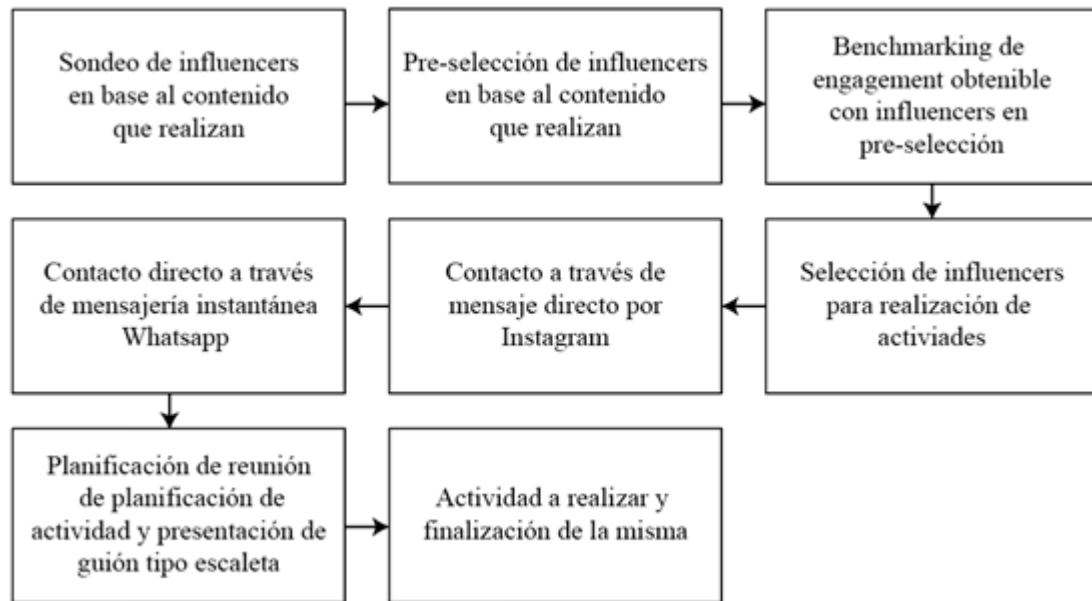 Sondeo de influencers
en base al contenido
que realizan
Pre-selección de influencers
en base al contenido
que realizan
Benchmarking de
engagement obtenible
con influencers en
pre-selección
Selección de influencers
para realización de
activiades
Contacto a través de
mensaje directo por
Instagram
Contacto directo a través
de mensajería instantánea
Whatsapp
Planificación de reunión
de planificación de
actividad y presentación de
guión tipo escaleta
Actividad a realizar y
finalización de la misma